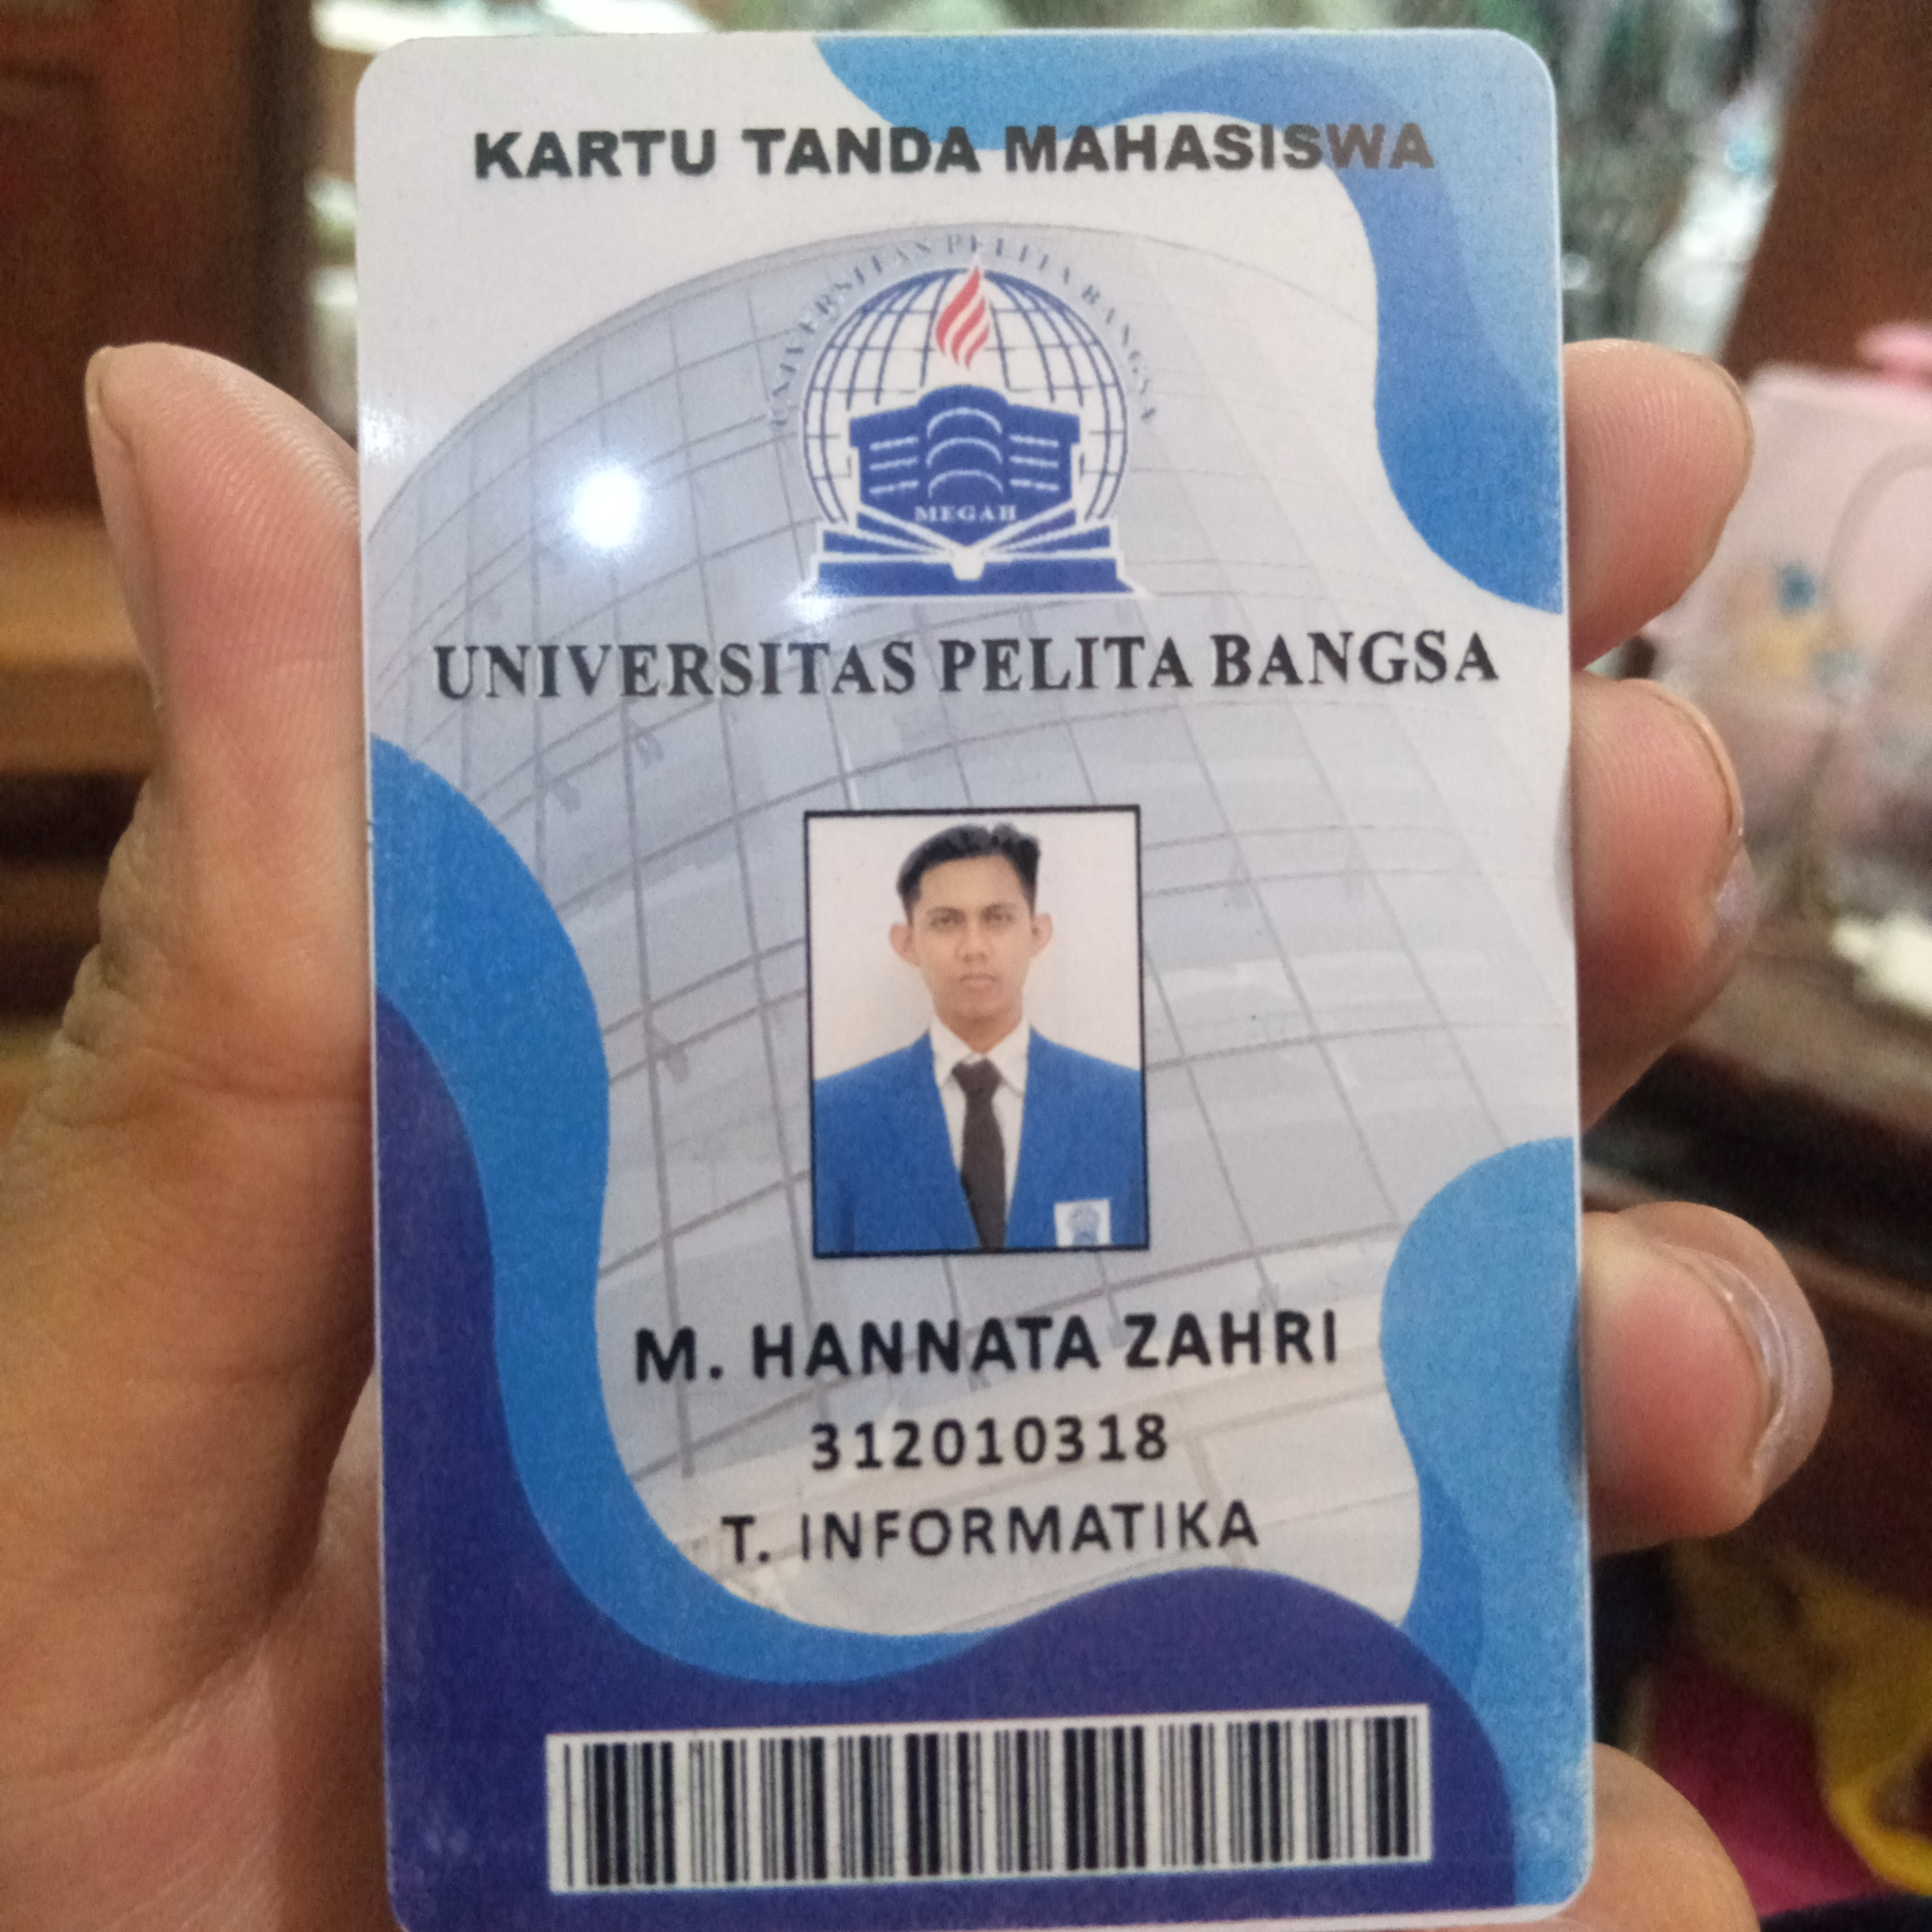 KARTU TANDA MAHASISWA
UNIVERSITAS PELITA BANGSA
MEGAH
UNIVERSITAS PELITA BANGSA
M. HANNATA ZAHRI
312010318
T. INFORMATIKA